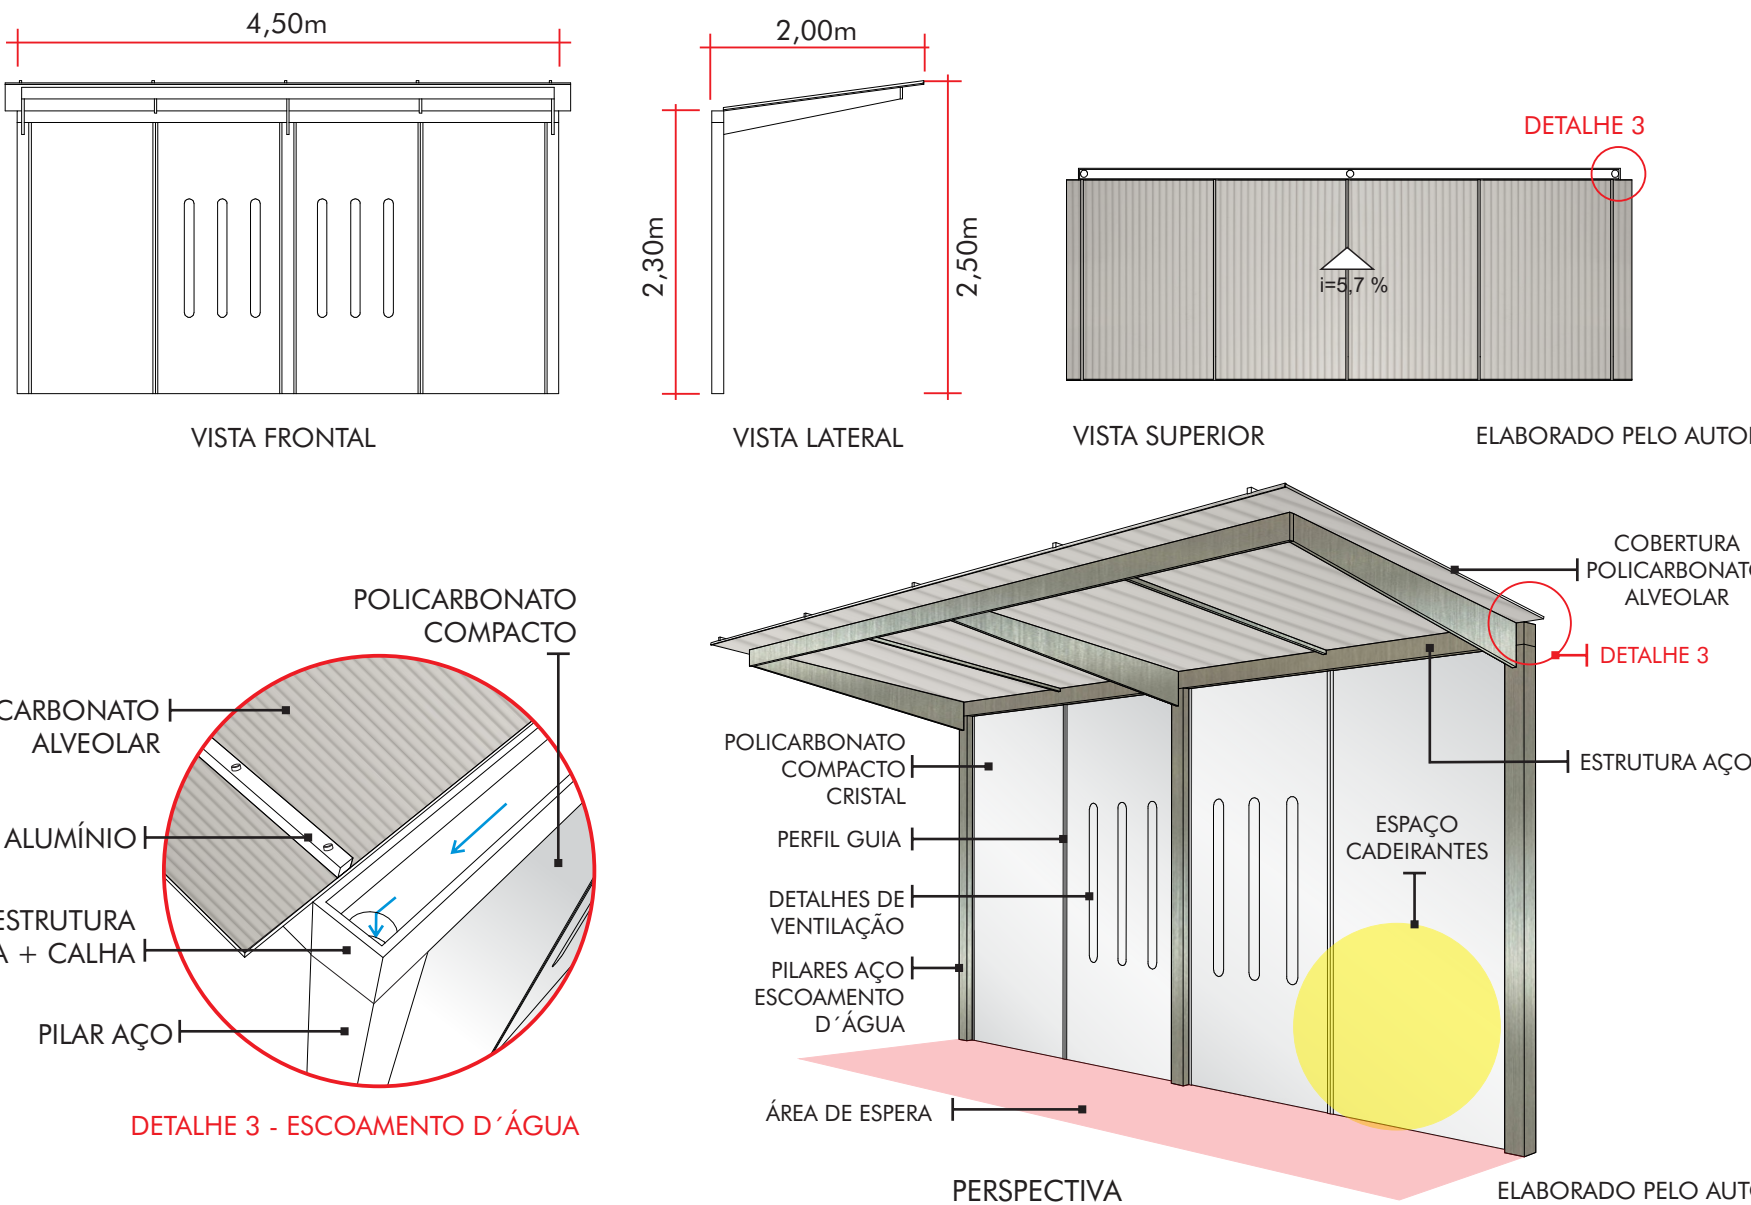 4,50m
2,00m
2,30m
2,50m
DETALHE 3
i=5,7 %
VISTA FRONTAL
VISTA LATERAL
VISTA SUPERIOR
ELABORADO PELO AUTO
POLICARBONATO
COMPACTO
CARBONATO
ALVEOLAR
ALUMÍNIO
ESTRUTURA
A + CALHA
PILAR AÇO
DETALHE 3 - ESCOAMENTO D´ÁGUA
COBERTURA
POLICARBONATO
ALVEOLAR
DETALHE 3
ESTRUTURA AÇO
POLICARBONATO
COMPACTO
CRISTAL
PERFIL GUIA
DETALHES DE
VENTILAÇÃO
PILARES AÇO
ESCOAMENTO
D´ÁGUA
ESPAÇO
CADEIRANTES
ÁREA DE ESPERA
PERSPECTIVA
ELABORADO PELO AUTO